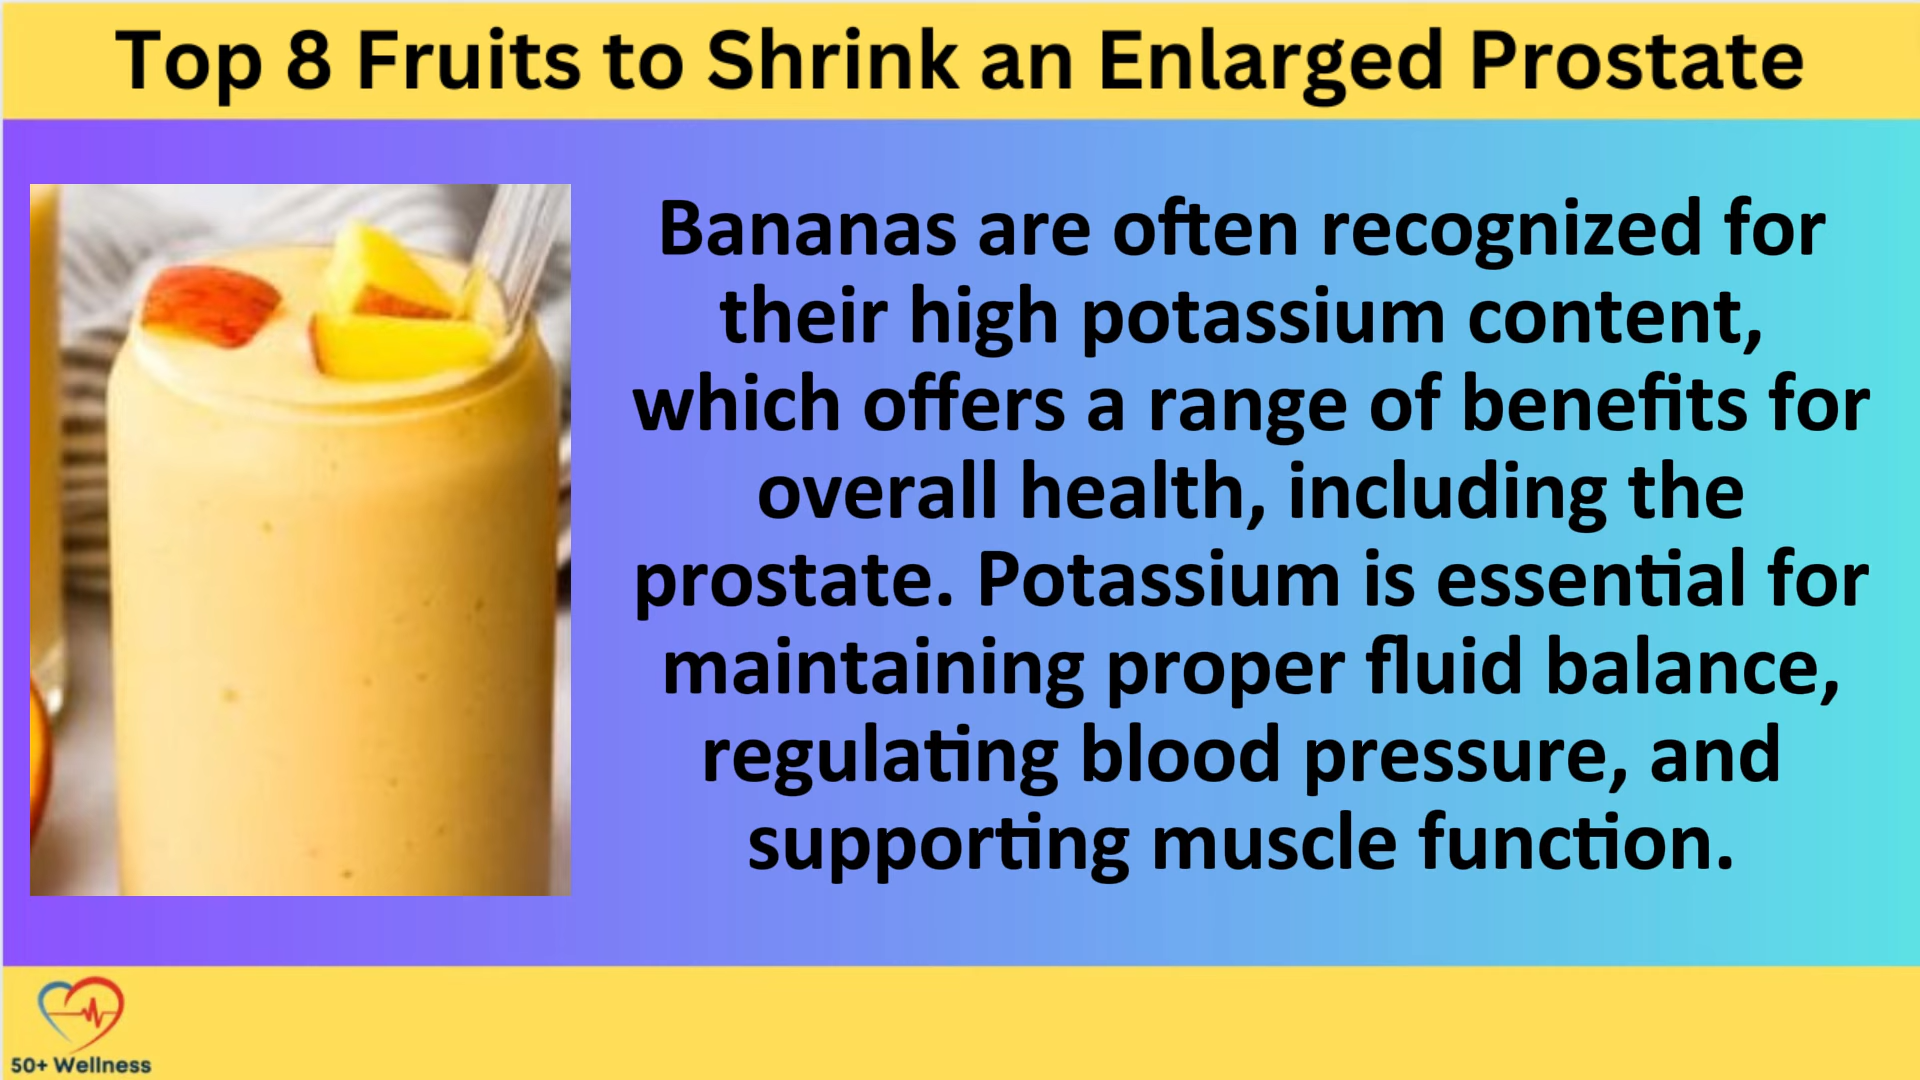 Top 8 Fruits to Shrink an Enlarged Prostate
Bananas are often recognized for
their high potassium content,
which offers a range of benefits for
overall health, including the
prostate. Potassium is essential for
maintaining proper fluid balance,
regulating blood pressure, and
supporting muscle function.
50+ Wellness